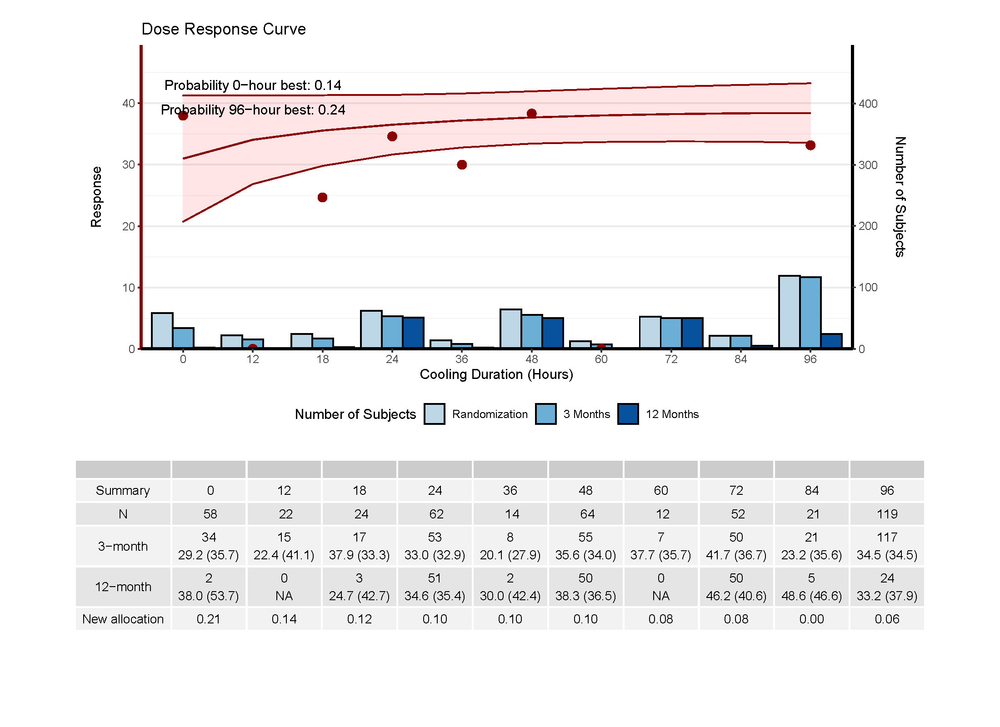 Dose Response Curve
Probability 0−hour best: 0.14
Probability 96−hour best: 0.24
Response
40
30
20
10
0
400
300
200
100
0
Number of Subjects
0 12 18 24 36 48 60 72 84 96
Cooling Duration (Hours)
Number of Subjects Randomization 3 Months 12 Months
Summary 0 12 18 24 36 48 60 72 84 96
N 58 22 24 62 14 64 12 52 21 119
3−month
34 15 17 53 8 55 7 50 21 117
29.2 (35.7) 22.4 (41.1) 37.9 (33.3) 33.0 (32.9) 20.1 (27.9) 35.6 (34.0) 37.7 (35.7) 41.7 (36.7) 23.2 (35.6) 34.5 (34.5)
12−month
2 0 3 51 2 50 0 50 5 24
38.0 (53.7) NA 24.7 (42.7) 34.6 (35.4) 30.0 (42.4) 38.3 (36.5) NA 46.2 (40.6) 48.6 (46.6) 33.2 (37.9)
New allocation 0.21 0.14 0.12 0.10 0.10 0.10 0.08 0.08 0.00 0.06